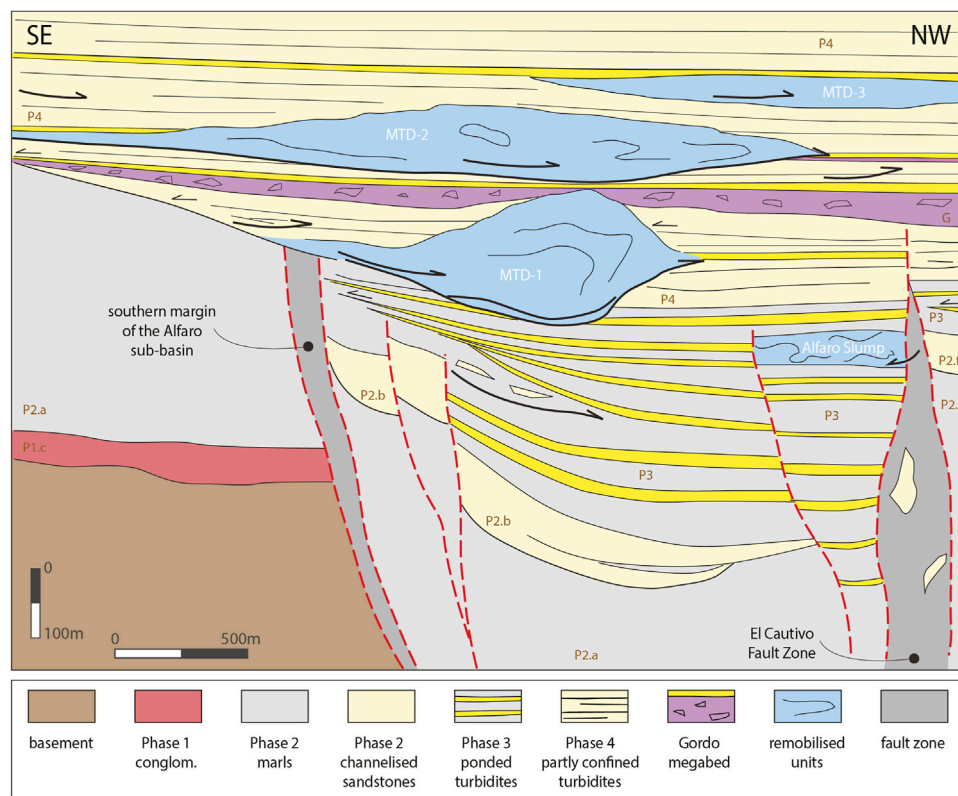 SE
NW
P4
MTD-3
P4
MTD-2
G
MTD-1
P4
P3
southern margin
of the Alfaro
sub-basin
Alfaro Slump
P2.b
P2.a
P3
P1.c
P3
P2.b
0
100m
0
500m
El Cautivo
Fault Zone
P2.a
basement
Phase 1
conglom.
Phase 2
marls
Phase 2
channelised
sandstones
Phase 3
ponded
turbidites
Phase 4
partly confined
turbidites
Gordo
megabed
remobilised
units
fault zone